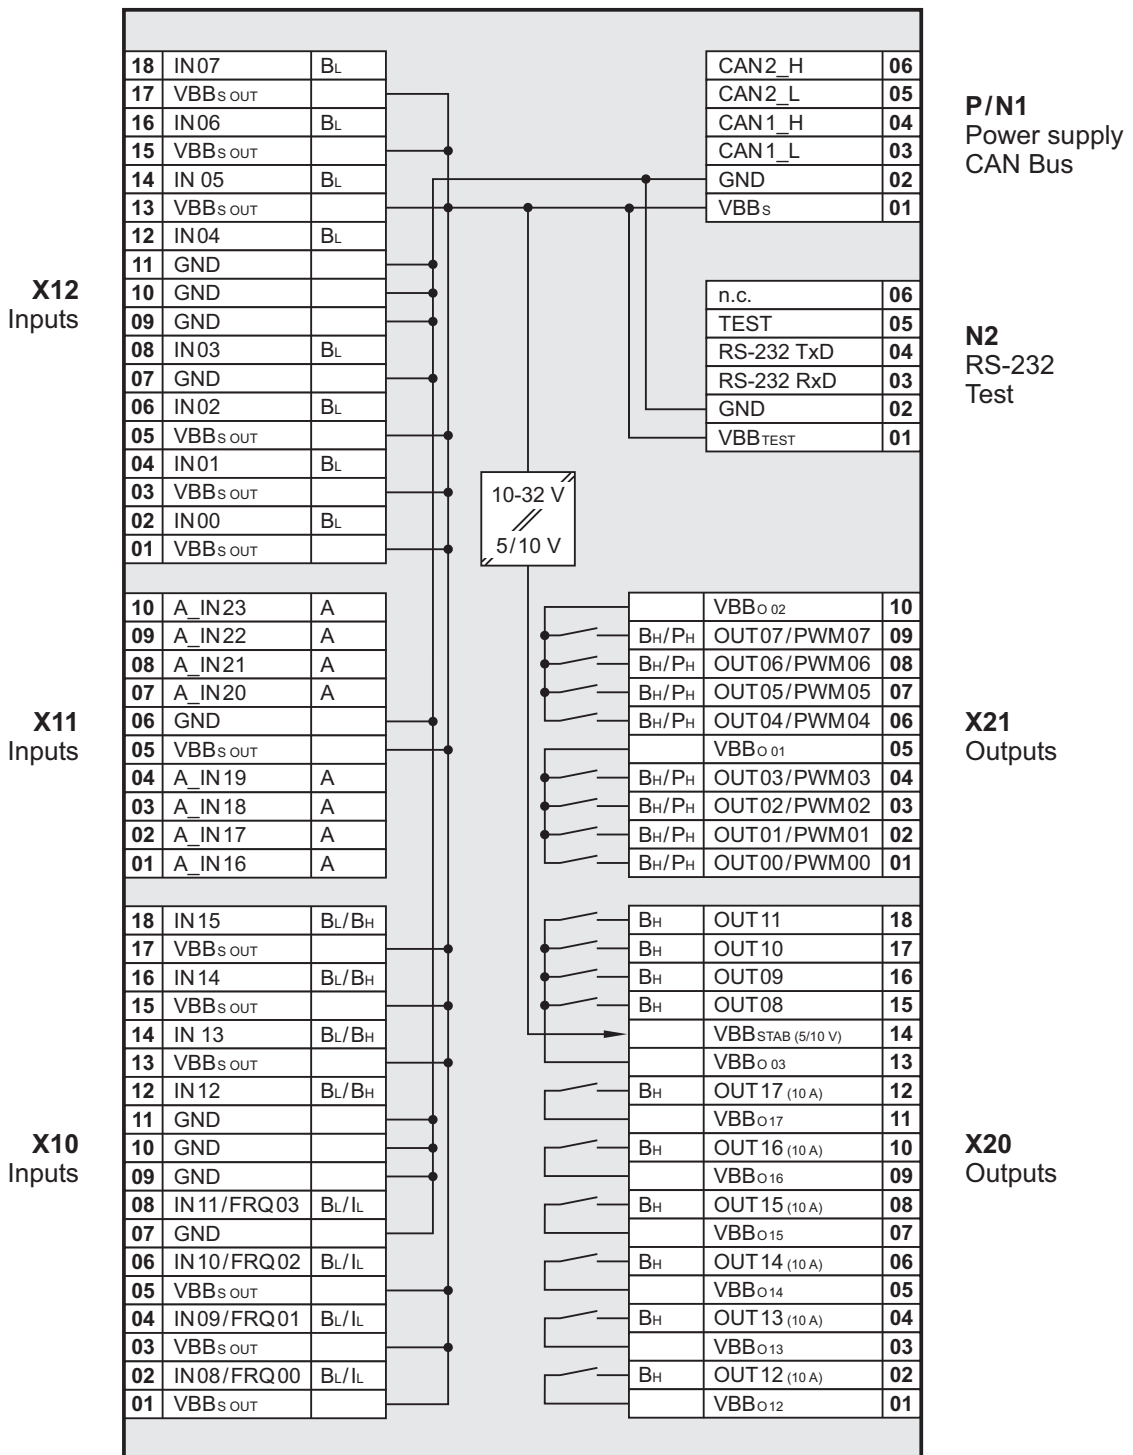 X12
Inputs
18 IN07 BL
17 VBBS OUT
16 IN06 BL
15 VBBS OUT
14 IN 05 BL
13 VBBS OUT
12 IN04 BL
11 GND
10 GND
09 GND
08 IN03 BL
07 GND
06 IN02 BL
05 VBBS OUT
04 IN01 BL
03 VBBS OUT
02 IN00 BL
01 VBBS OUT
X11
Inputs
10 A_IN23 A
09 A_IN22 A
08 A_IN21 A
07 A_IN20 A
06 GND
05 VBBS OUT
04 A_IN19 A
03 A_IN18 A
02 A_IN17 A
01 A_IN16 A
X10
Inputs
18 IN15 BL/BH
17 VBBS OUT
16 IN14 BL/BH
15 VBBS OUT
14 IN 13 BL/BH
13 VBBS OUT
12 IN12 BL/BH
11 GND
10 GND
09 GND
08 IN11/FRQ03 BL/IL
07 GND
06 IN10/FRQ02 BL/IL
05 VBBS OUT
04 IN09/FRQ01 BL/IL
03 VBBS OUT
02 IN08/FRQ00 BL/IL
01 VBBS OUT
10-32 V
5/10 V
CAN2_H 06
CAN2_L 05
CAN1_H 04
CAN1_L 03
GND 02
VBBS 01
P/N1
Power supply
CAN Bus
n.c. 06
TEST 05
RS-232 TxD 04
RS-232 RxD 03
GND 02
VBBTEST 01
N2
RS-232
Test
VBBO 02 10
BH/PH OUT07/PWM07 09
BH/PH OUT06/PWM06 08
BH/PH OUT05/PWM05 07
BH/PH OUT04/PWM04 06
VBBO 01 05
BH/PH OUT03/PWM03 04
BH/PH OUT02/PWM02 03
BH/PH OUT01/PWM01 02
BH/PH OUT00/PWM00 01
X21
Outputs
BH OUT11 18
BH OUT10 17
BH OUT09 16
BH OUT08 15
VBBSTAB (5/10 V) 14
VBBO 03 13
BH OUT17 (10 A) 12
VBBO17 11
BH OUT16 (10 A) 10
VBBO16 09
BH OUT15 (10 A) 08
VBBO15 07
BH OUT14 (10 A) 06
VBBO14 05
BH OUT13 (10 A) 04
VBBO13 03
BH OUT12 (10 A) 02
VBBO12 01
X20
Outputs